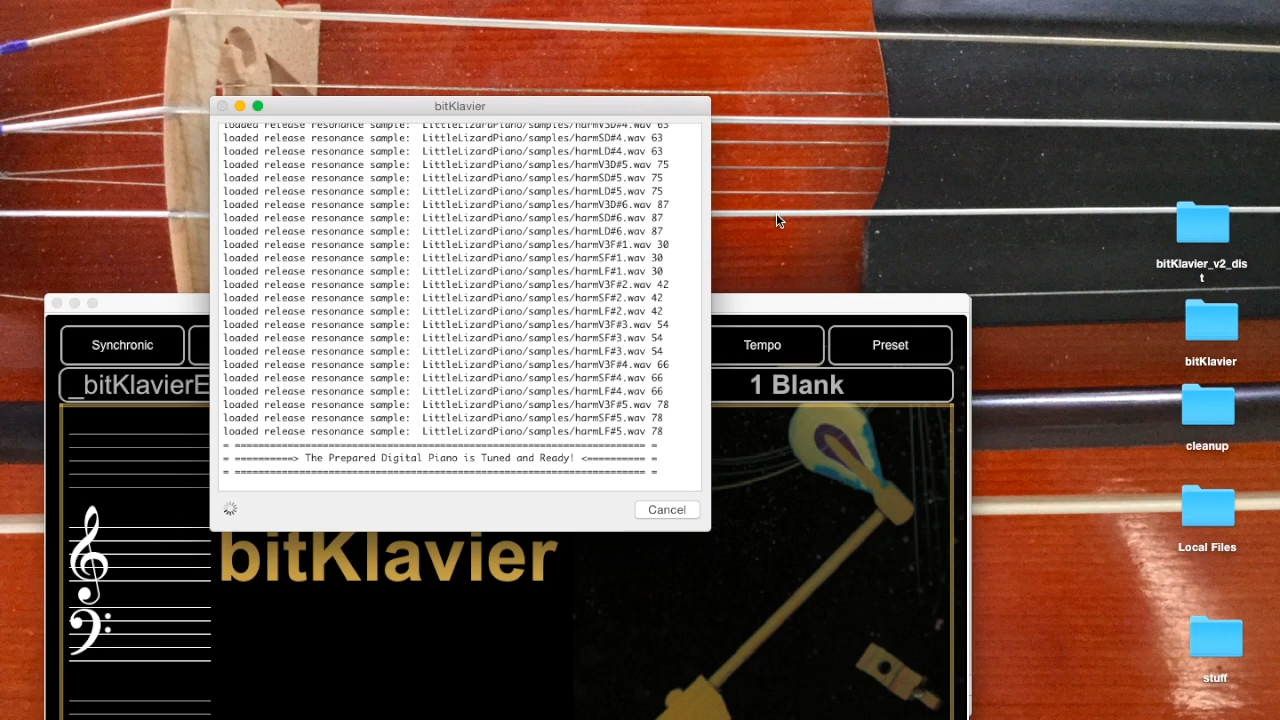 bitKlavier
loaded release resonance sample: LittleLizardPiano/samples/harmV3D#4.wav 63
loaded release resonance sample: LittleLizardPiano/samples/harmSD#4.wav 63
loaded release resonance sample: LittleLizardPiano/samples/harmLD#4.wav 63
loaded release resonance sample: LittleLizardPiano/samples/harmV3D#5.wav 75
loaded release resonance sample: LittleLizardPiano/samples/harmSD#5.wav 75
loaded release resonance sample: LittleLizardPiano/samples/harmLD#5.wav 75
loaded release resonance sample: LittleLizardPiano/samples/harmV3D#6.wav 87
loaded release resonance sample: LittleLizardPiano/samples/harmSD#6.wav 87
loaded release resonance sample: LittleLizardPiano/samples/harmLD#6.wav 87
loaded release resonance sample: LittleLizardPiano/samples/harmV3F#1.wav 30
loaded release resonance sample: LittleLizardPiano/samples/harmSF#1.wav 30
loaded release resonance sample: LittleLizardPiano/samples/harmLF#1.wav 30
loaded release resonance sample: LittleLizardPiano/samples/harmV3F#2.wav 42
loaded release resonance sample: LittleLizardPiano/samples/harmSF#2.wav 42
loaded release resonance sample: LittleLizardPiano/samples/harmLF#2.wav 42
loaded release resonance sample: LittleLizardPiano/samples/harmV3F#3.wav 54
loaded release resonance sample: LittleLizardPiano/samples/harmSF#3.wav 54
loaded release resonance sample: LittleLizardPiano/samples/harmLF#3.wav 54
loaded release resonance sample: LittleLizardPiano/samples/harmV3F#4.wav 66
loaded release resonance sample: LittleLizardPiano/samples/harmSF#4.wav 66
loaded release resonance sample: LittleLizardPiano/samples/harmLF#4.wav 66
loaded release resonance sample: LittleLizardPiano/samples/harmV3F#5.wav 78
loaded release resonance sample: LittleLizardPiano/samples/harmSF#5.wav 78
loaded release resonance sample: LittleLizardPiano/samples/harmLF#5.wav 78
= ====================================================================== =
= ==========> The Prepared Digital Piano is Tuned and Ready! <========== =
= ====================================================================== =
Cancel
Synchronic
Tempo
Preset
_bitKlavierE
1 Blank
bitKlavier
bitKlavier_v2_dis
t
bitKlavier
cleanup
Local Files
stuff